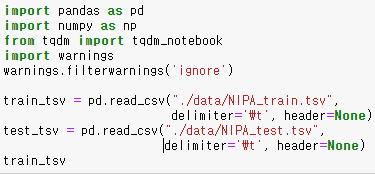 import pandas as pd
import numpy as np
from tqdm import tqdm_notebook
import warnings
warnings.filterwarnings('ignore')

train_tsv = pd.read_csv("./data/NIPA_train.tsv",
                        delimiter='₩t', header=None)
test_tsv = pd.read_csv("./data/NIPA_test.tsv",
                       delimiter='₩t', header=None)
train_tsv